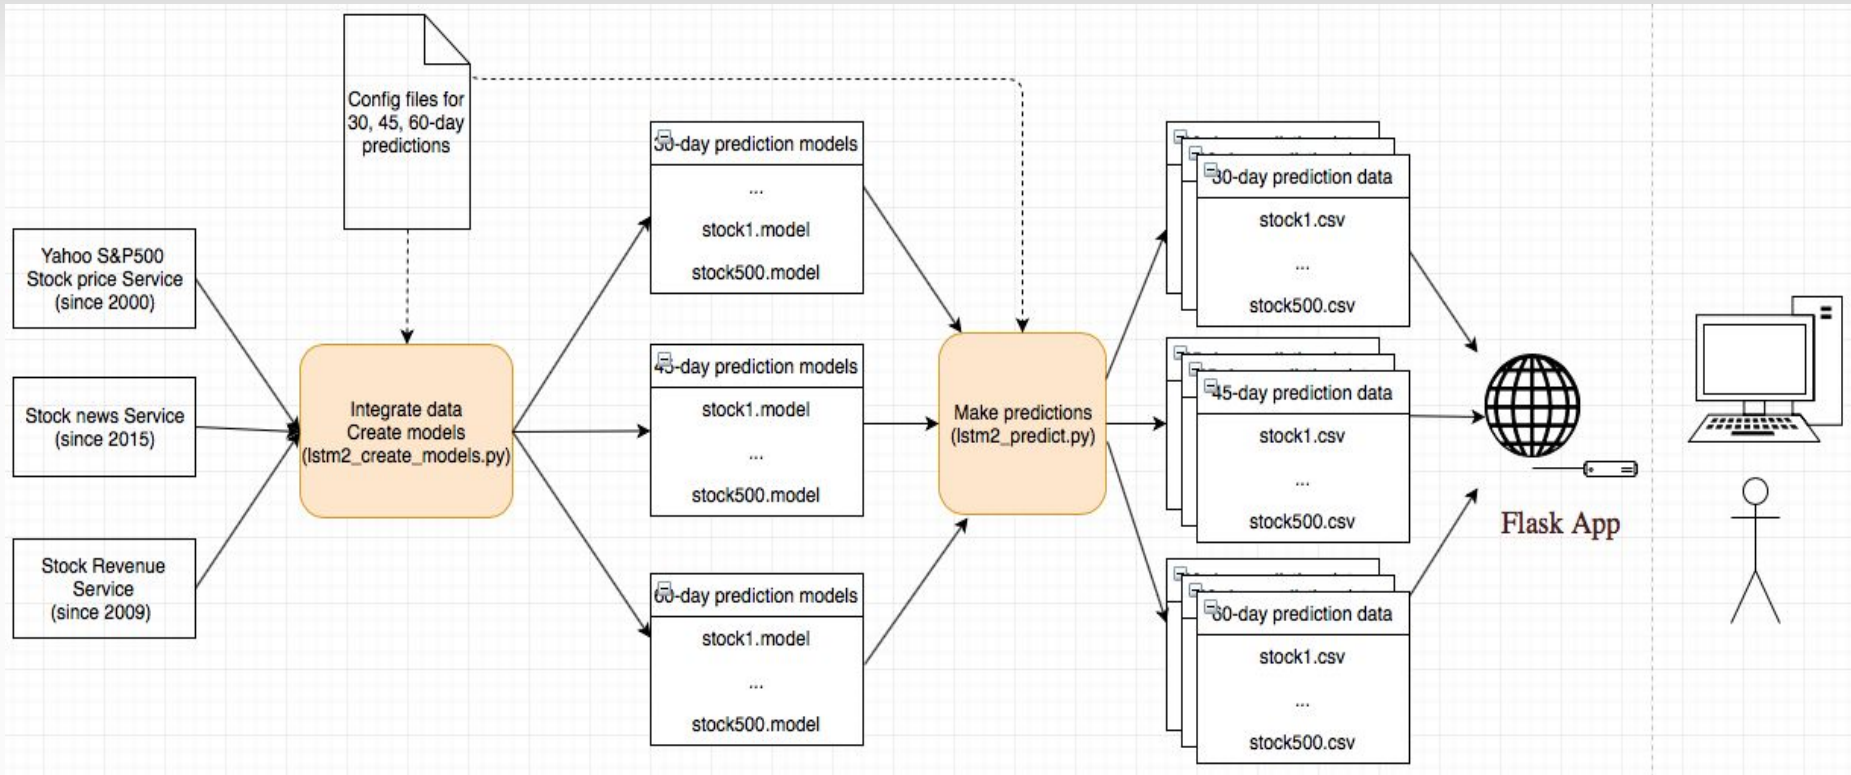 Config files for
30, 45, 60-day
predictions
Yahoo S&P500
Stock price Service
(since 2000)
Stock news Service
(since 2015)
Stock Revenue
Service
(since 2009)
Integrate data
Create models
(lstm2_create_models.py)
30-day prediction models
...
stock1.model
stock500.model
45-day prediction models
stock1.model
...
stock500.model
60-day prediction models
stock1.model
...
stock500.model
Make predictions
(lstm2_predict.py)
30-day prediction data
stock1.csv
...
stock500.csv
45-day prediction data
stock1.csv
...
stock500.csv
60-day prediction data
stock1.csv
...
stock500.csv
Flask App